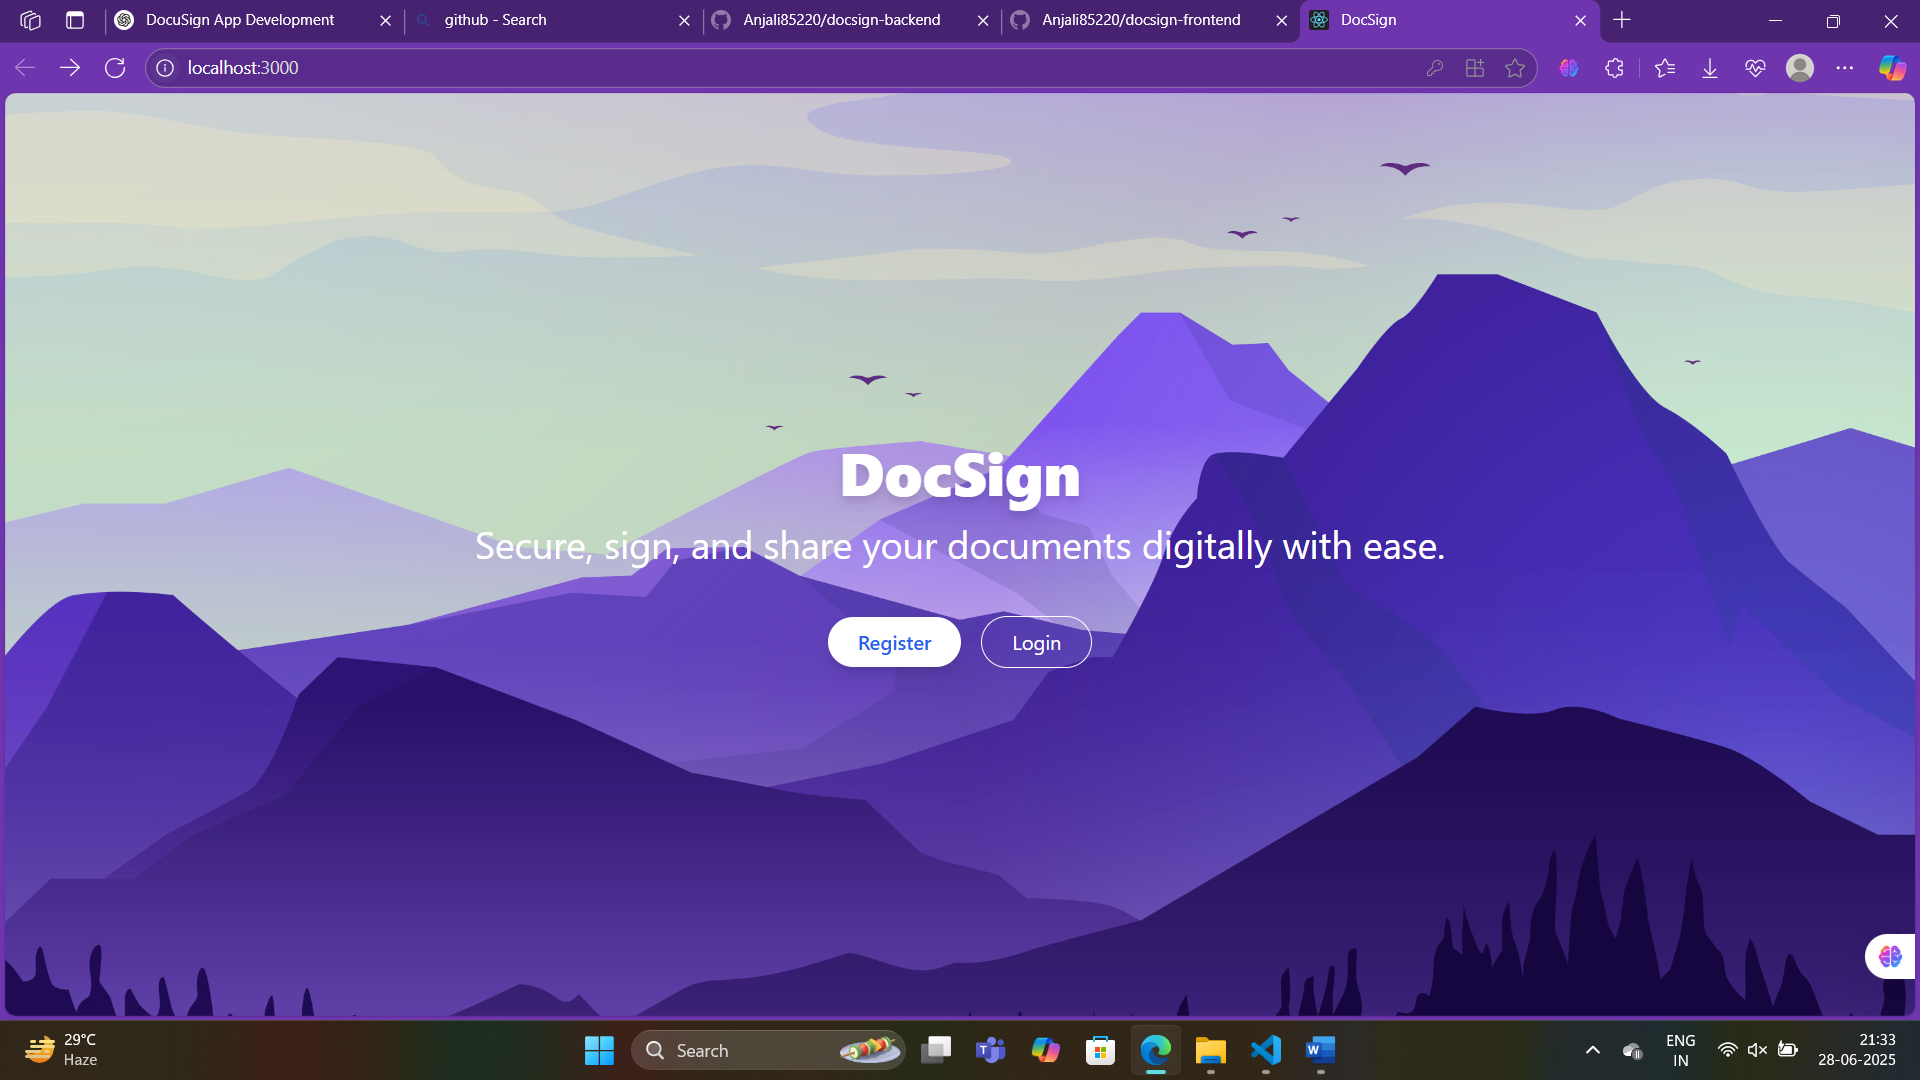 DocuSign App Development
github - Search
Anjali85220/docsign-backend
Anjali85220/docsign-frontend
DocSign
localhost:3000
DocSign
Secure, sign, and share your documents digitally with ease.
Register
Login
29°C
Haze
Search
ENG
IN
21:33
28-06-2025